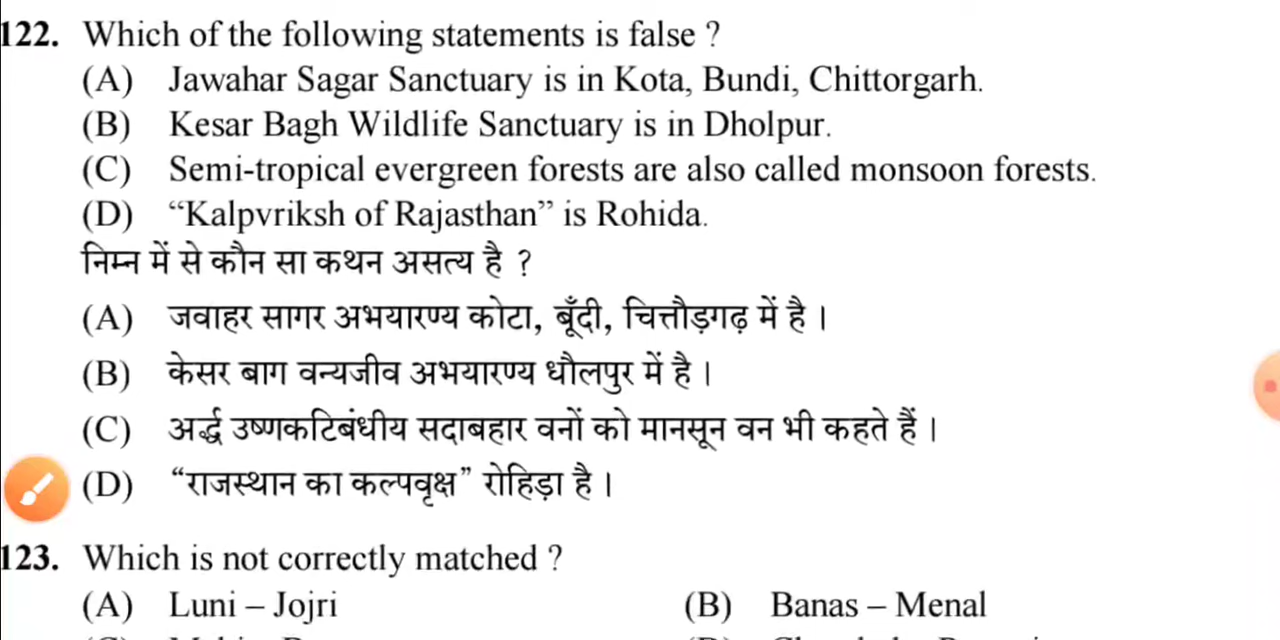 122. Which of the following statements is false ?
(A) Jawahar Sagar Sanctuary is in Kota, Bundi, Chittorgarh.
(B) Kesar Bagh Wildlife Sanctuary is in Dholpur.
(C) Semi-tropical evergreen forests are also called monsoon forests.
(D) “Kalpvriksh of Rajasthan” is Rohida.
निम्न में से कौन सा कथन असत्य है ?
(A) जवाहर सागर अभयारण्य कोटा, बूँदी, चित्तौड़गढ़ में है ।
(B) केसर बाग वन्यजीव अभयारण्य धौलपुर में है ।
(C) अर्द्ध उष्णकटिबंधीय सदाबहार वनों को मानसून वन भी कहते हैं ।
(D) “राजस्थान का कल्पवृक्ष” रोहिड़ा है ।
123. Which is not correctly matched ?
(A) Luni – Jojri (B) Banas – Menal